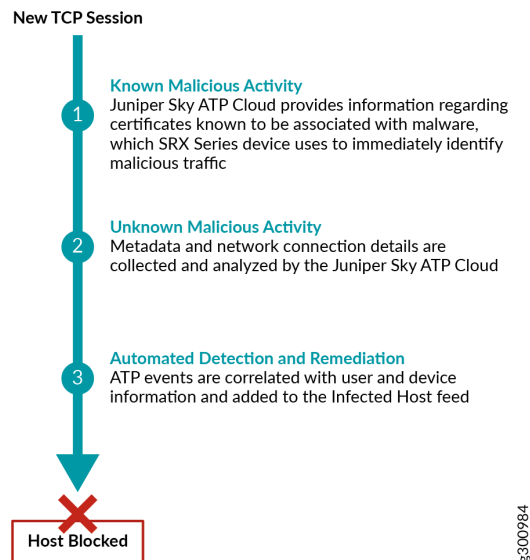 New TCP Session
1
Known Malicious Activity
Juniper Sky ATP Cloud provides information regarding
certificates known to be associated with malware,
which SRX Series device uses to immediately identify
malicious traffic
2
Unknown Malicious Activity
Metadata and network connection details are
collected and analyzed by the Juniper Sky ATP Cloud
3
Automated Detection and Remediation
ATP events are correlated with user and device
information and added to the Infected Host feed
Host Blocked
g300984